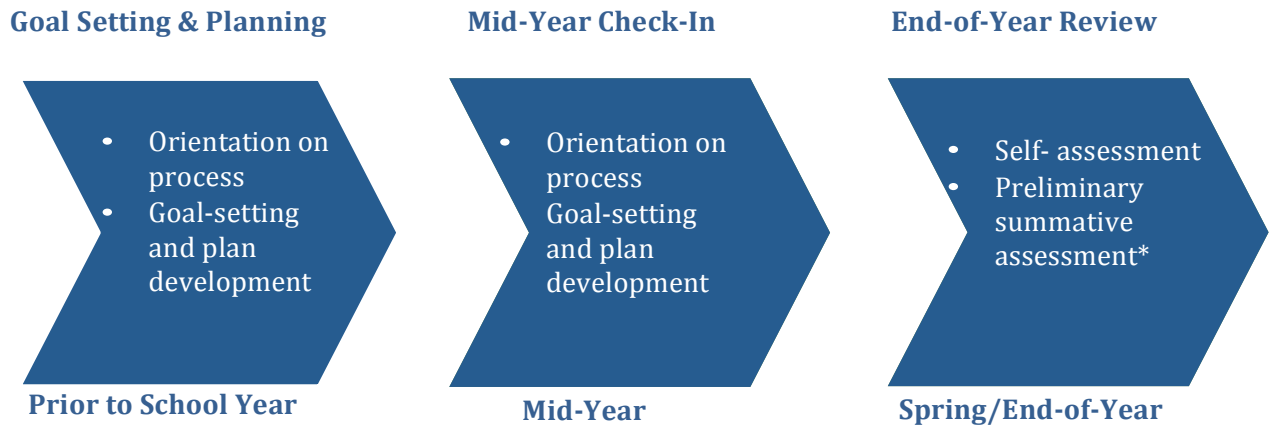 Goal Setting & Planning
Mid-Year Check-In
End-of-Year Review
• Orientation on
process
• Goal-setting
and plan
development
• Orientation on
process
Goal-setting
and plan
development
• Self- assessment
• Preliminary
summative
assessment*
Prior to School Year
Mid-Year
Spring/End-of-Year